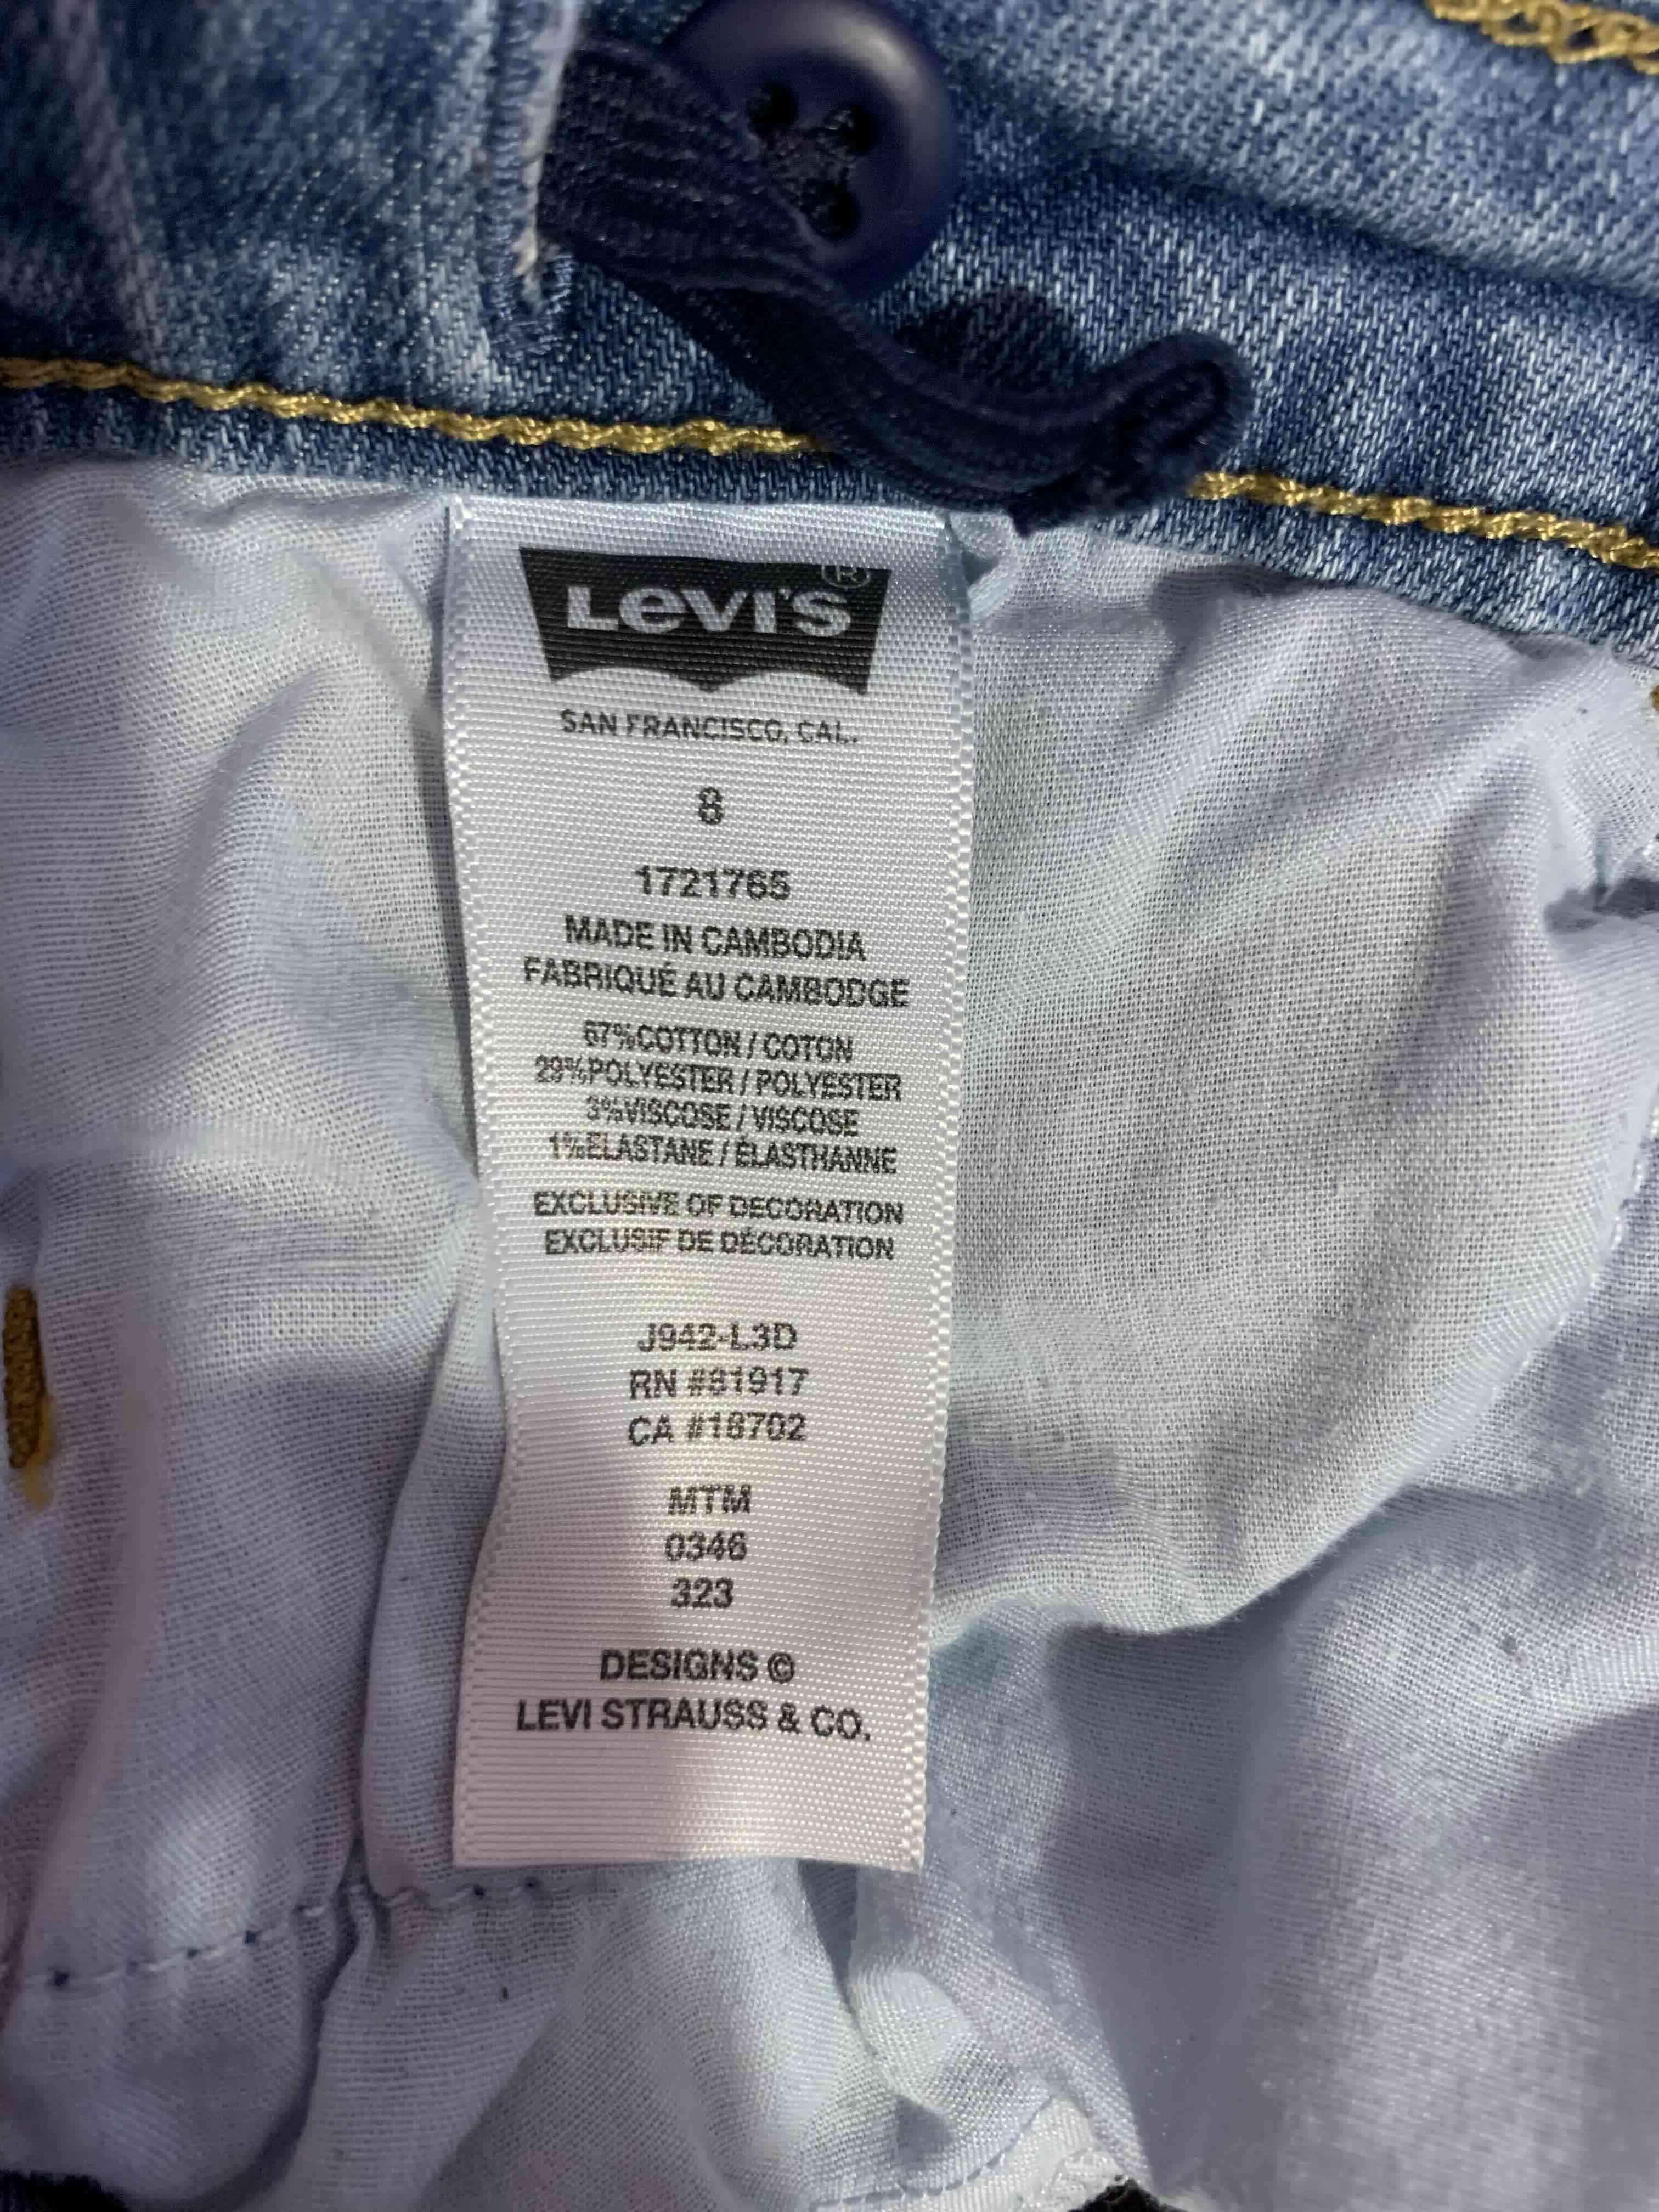 LEVI'S ®
SAN FRANCISCO, CAL.
8
1721765
MADE IN CAMBODIA
FABRIQUÉ AU CAMBODGE
67%COTTON / COTON
29%POLYESTER / POLYESTER
3%VISCOSE / VISCOSE
1%ELASTANE / ÉLASTHANNE
EXCLUSIVE OF DECORATION
EXCLUSIF DE DÉCORATION
J942-L3D
RN #81917
CA #18702
MTM
0346
323
DESIGNS ©
LEVI STRAUSS & CO.